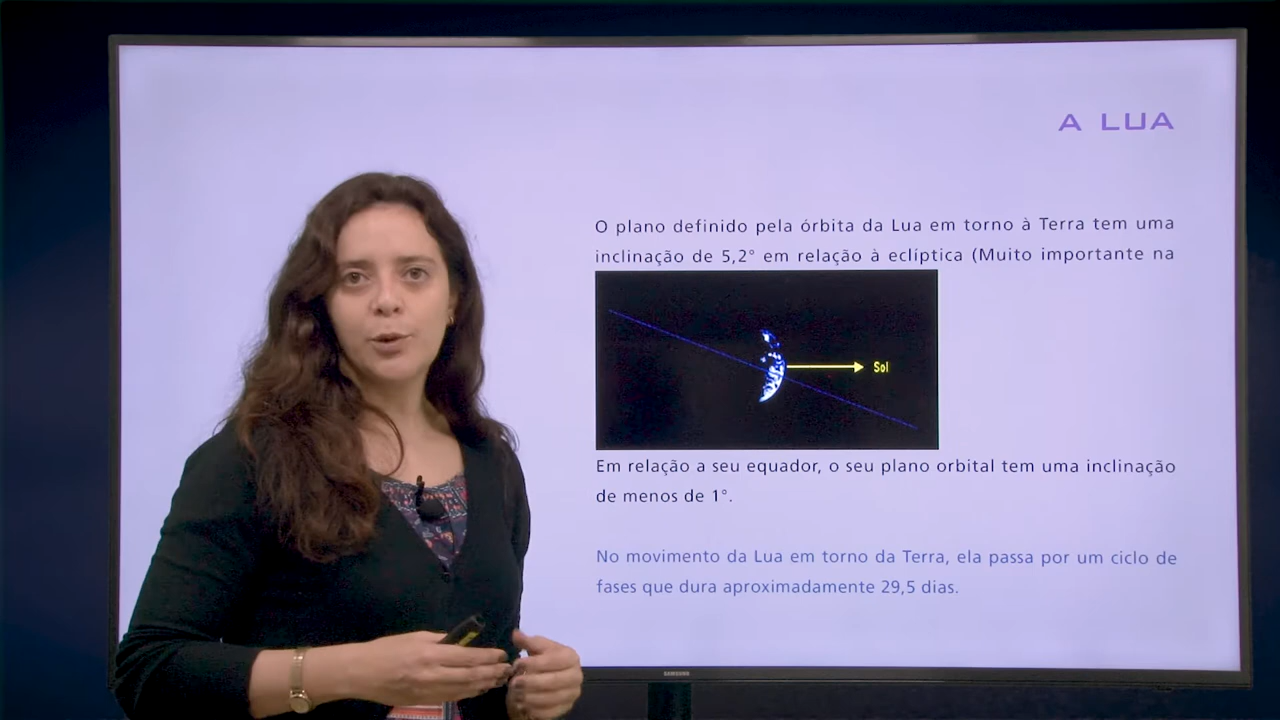 A LUA
O plano definido pela órbita da Lua em torno à Terra tem uma
inclinação de 5,2° em relação à eclíptica (Muito importante na
Sol
Em relação a seu equador, o seu plano orbital tem uma inclinação
de menos de 1°.
No movimento da Lua em torno da Terra, ela passa por um ciclo de
fases que dura aproximadamente 29,5 dias.
SAMSUNG